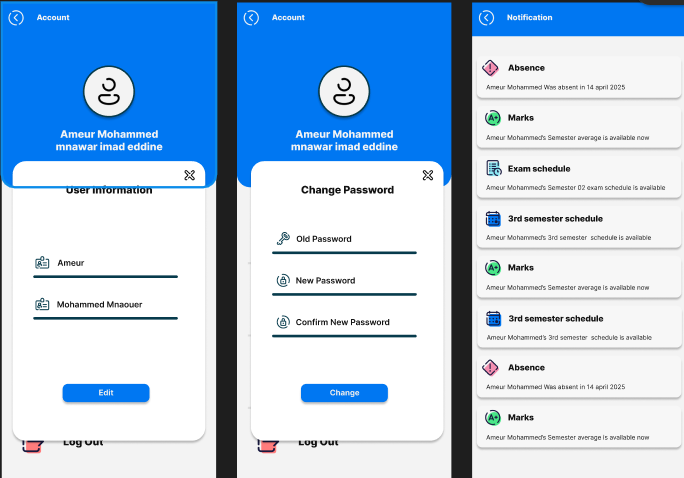 Account
Ameur Mohammed
mnawar imad eddine
User Information
Ameur
Mohammed Mnaouer
Edit
Log Out
Account
Ameur Mohammed
mnawar imad eddine
Change Password
Old Password
New Password
Confirm New Password
Change
Log Out
Notification
Absence
Ameur Mohammed Was absent in 14 april 2025
A+ Marks
Ameur Mohammed's Semester average is available now
Exam schedule
Ameur Mohammed's Semester 02 exam schedule is available
3rd semester schedule
Ameur Mohammed's 3rd semester schedule is available
A+ Marks
Ameur Mohammed's Semester average is available now
3rd semester schedule
Ameur Mohammed's 3rd semester schedule is available
Absence
Ameur Mohammed Was absent in 14 april 2025
A+ Marks
Ameur Mohammed's Semester average is available now